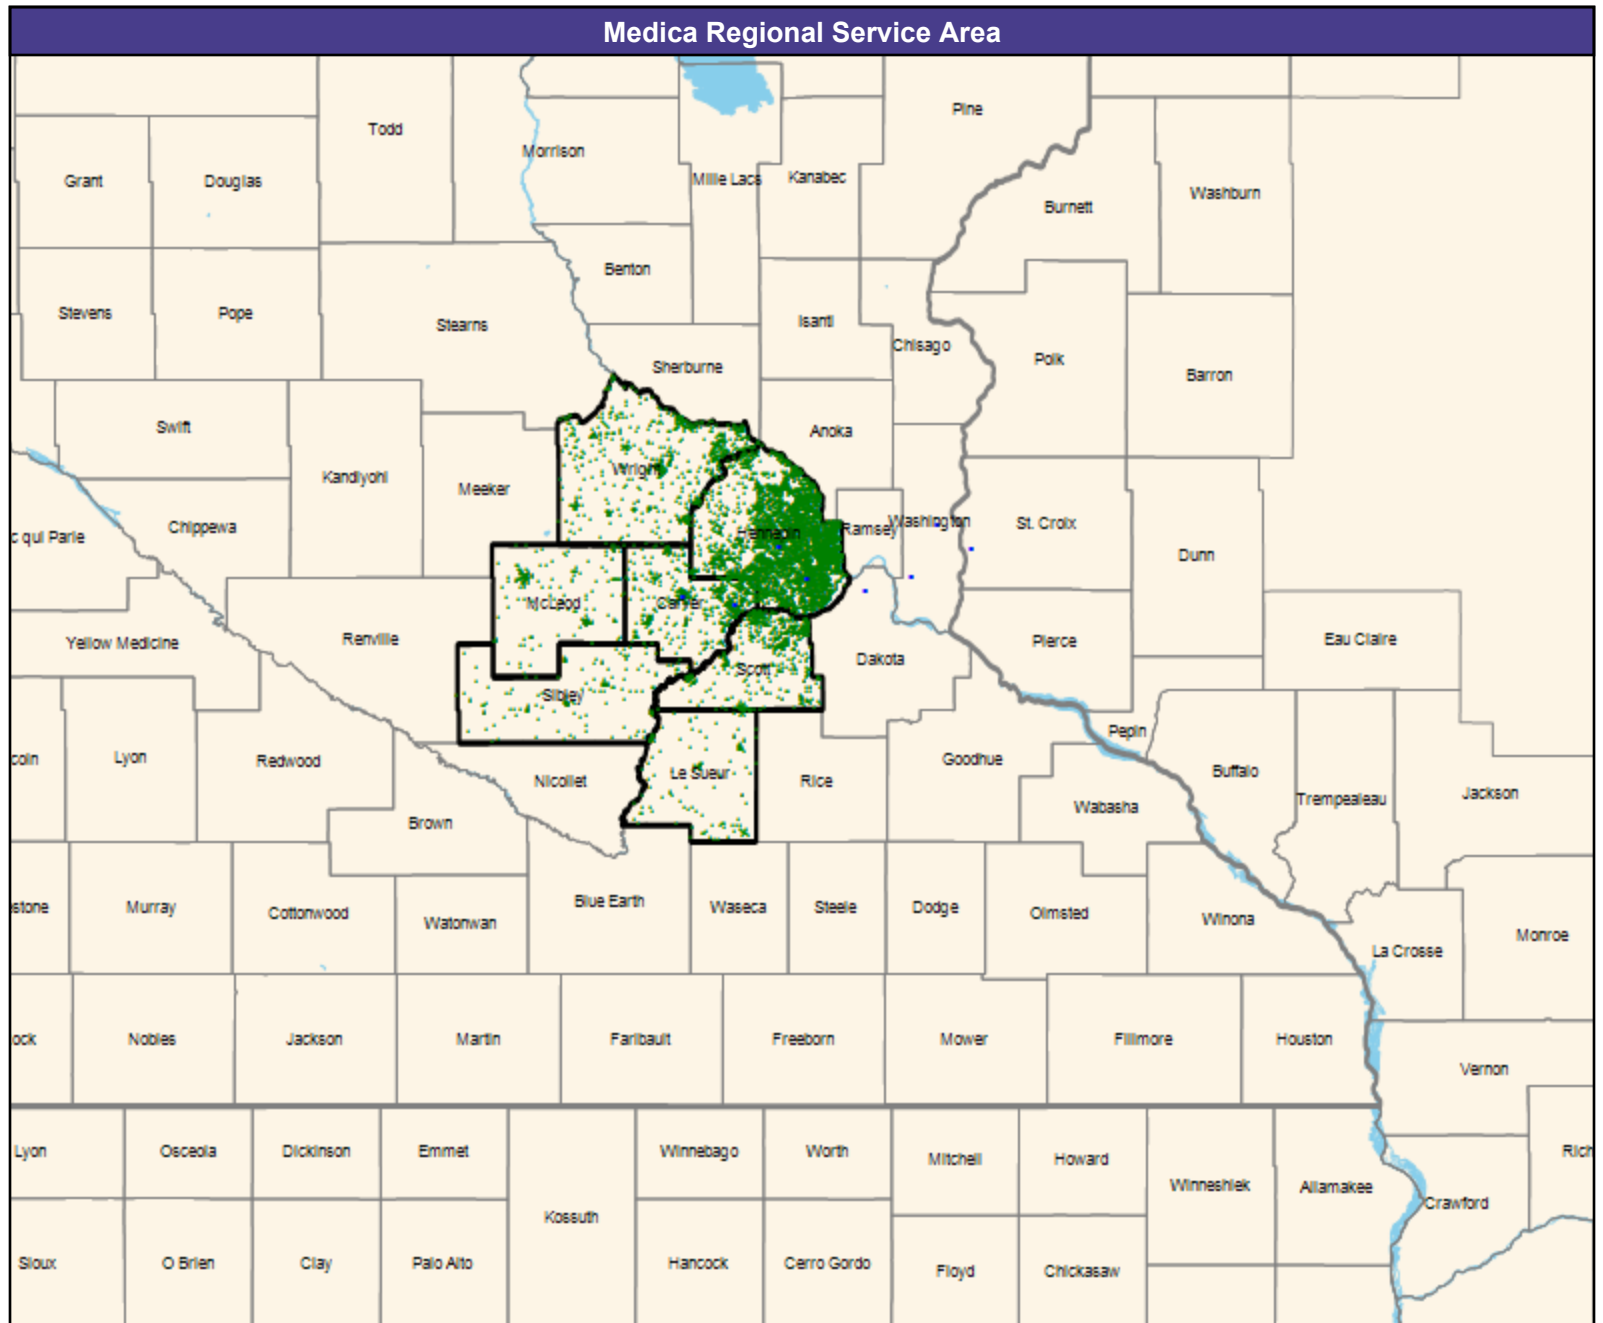 Medica Regional Service Area
Pine
Todd
Morrison
Mille Lacs
Kanabec
Grant
Douglas
Washburn
Burnett
Benton
Stevens
Pope
Stearns
Isanti
Chisago
Polk
Sherburne
Barron
Swift
Anoka
Wright
Kandiyohi
Meeker
Chippewa
c qui Parle
Hennepin
Ramsey
Washington
St. Croix
Dunn
McLeod
Carver
Yellow Medicine
Renville
Pierce
Eau Claire
Dakota
Scott
Sibley
Pepin
coln
Lyon
Redwood
Nicollet
Le Sueur
Rice
Goodhue
Buffalo
Trempealeau
Jackson
Wabasha
Brown
stone
Murray
Cottonwood
Watonwan
Blue Earth
Waseca
Steele
Dodge
Olmsted
Winona
La Crosse
Monroe
ock
Nobles
Jackson
Martin
Faribault
Freeborn
Mower
Fillmore
Houston
Vernon
Lyon
Osceola
Dickinson
Emmet
Winnebago
Worth
Mitchell
Howard
Rich
Winneshiek
Allamakee
Crawford
Kossuth
Sioux
O Brien
Clay
Palo Alto
Hancock
Cerro Gordo
Floyd
Chickasaw